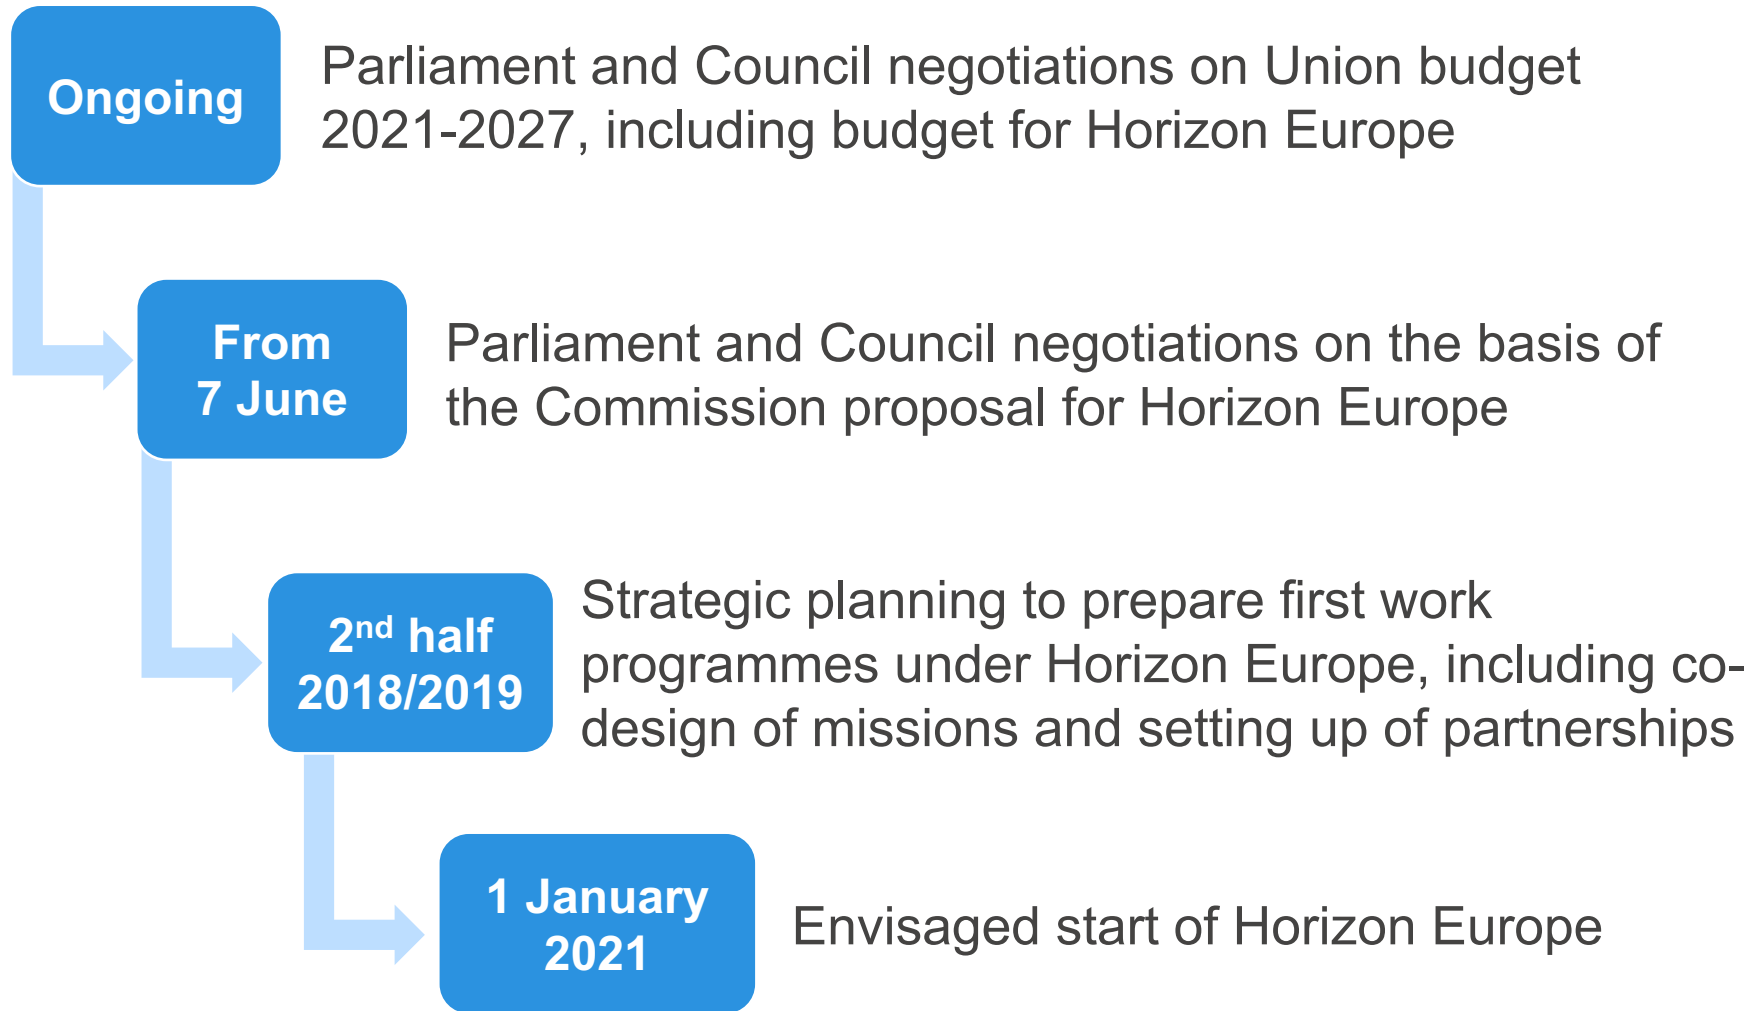 Ongoing
Parliament and Council negotiations on Union budget
2021-2027, including budget for Horizon Europe
From
7 June
Parliament and Council negotiations on the basis of
the Commission proposal for Horizon Europe
2nd half
2018/2019
Strategic planning to prepare first work
programmes under Horizon Europe, including co-
design of missions and setting up of partnerships
1 January
2021
Envisaged start of Horizon Europe